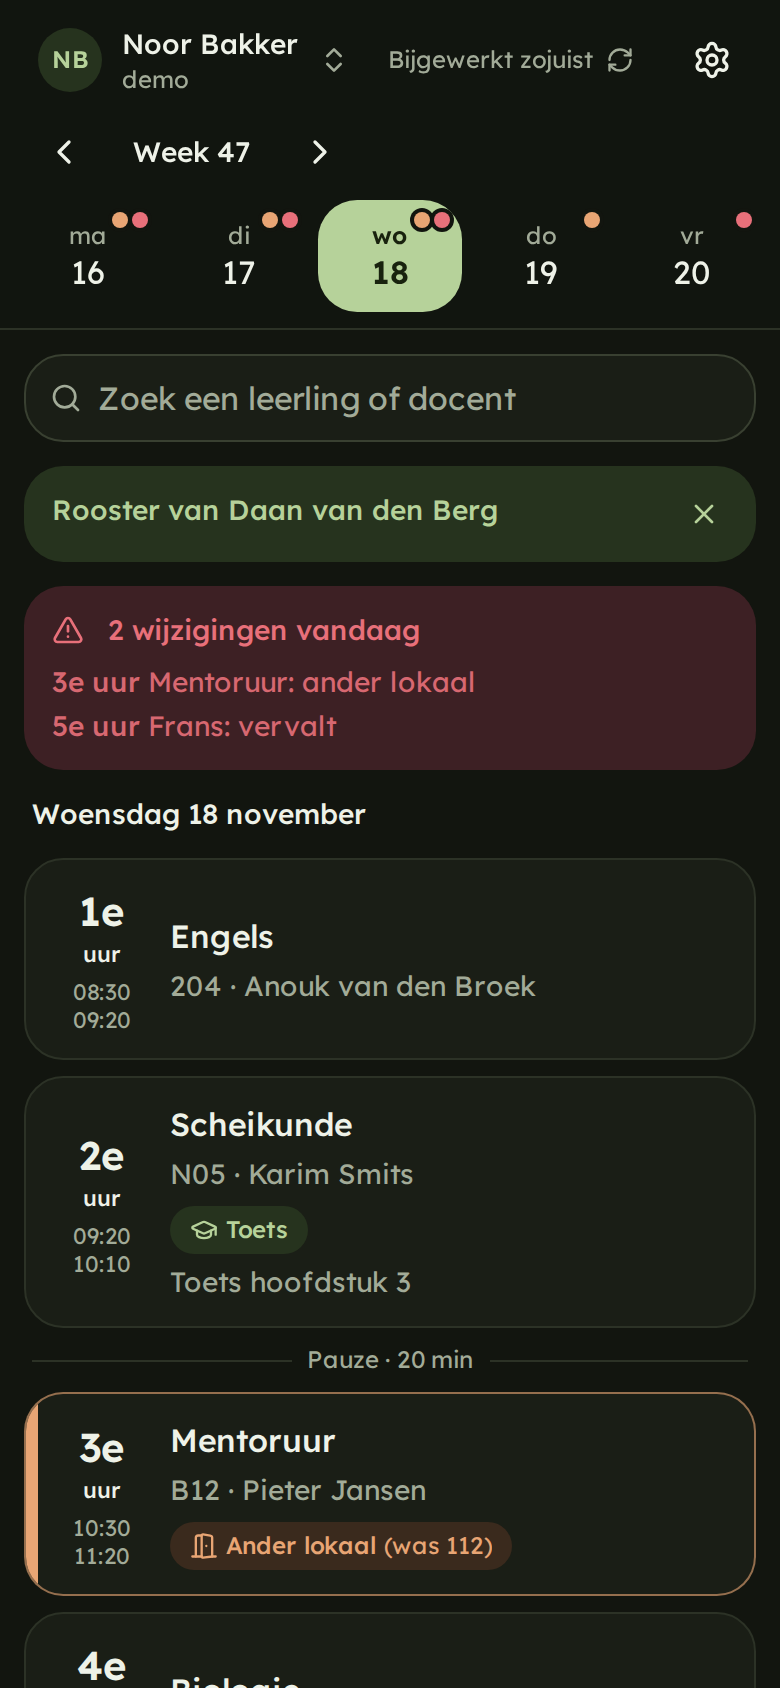 NB
Noor Bakker
demo
Bijgewerkt zojuist
Week 47
ma
16
di
17
wo
18
do
19
vr
20
Zoek een leerling of docent
Rooster van Daan van den Berg
2 wijzigingen vandaag
3e uur Mentoruur: ander lokaal
5e uur Frans: vervalt
Woensdag 18 november
1e
uur
08:30
09:20
Engels
204 · Anouk van den Broek
2e
uur
09:20
10:10
Scheikunde
N05 · Karim Smits
Toets
Toets hoofdstuk 3
Pauze · 20 min
3e
uur
10:30
11:20
Mentoruur
B12 · Pieter Jansen
Ander lokaal (was 112)
4e
Biologie